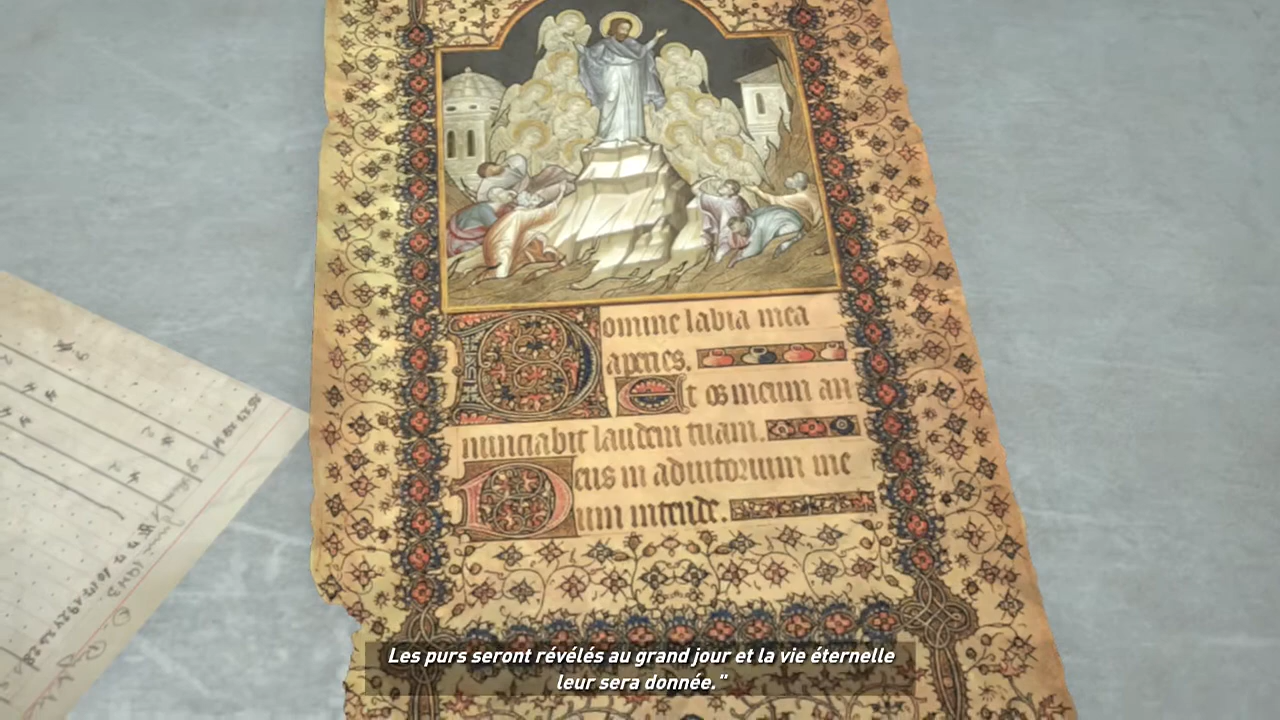 Domine labia mea
aperies.
Et os meum an
nunciabit laudem tuam.
Deus in adiutorium me
um intende.
Les purs seront révélés au grand jour et la vie éternelle
leur sera donnée."